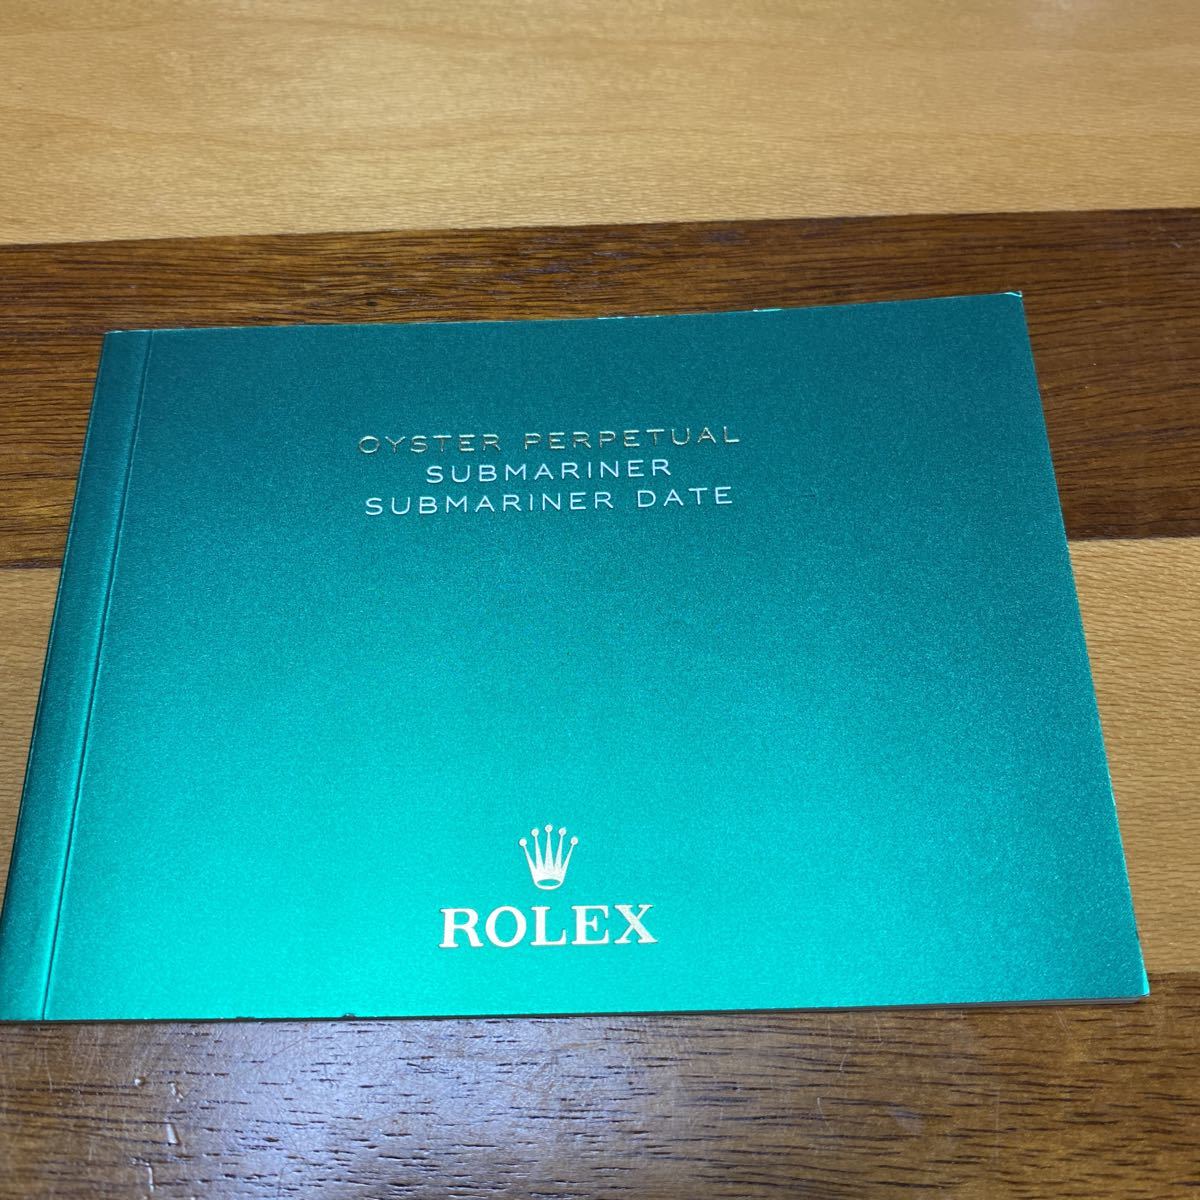 OYSTER PERPETUAL
SUBMARINER
SUBMARINER DATE
ROLEX